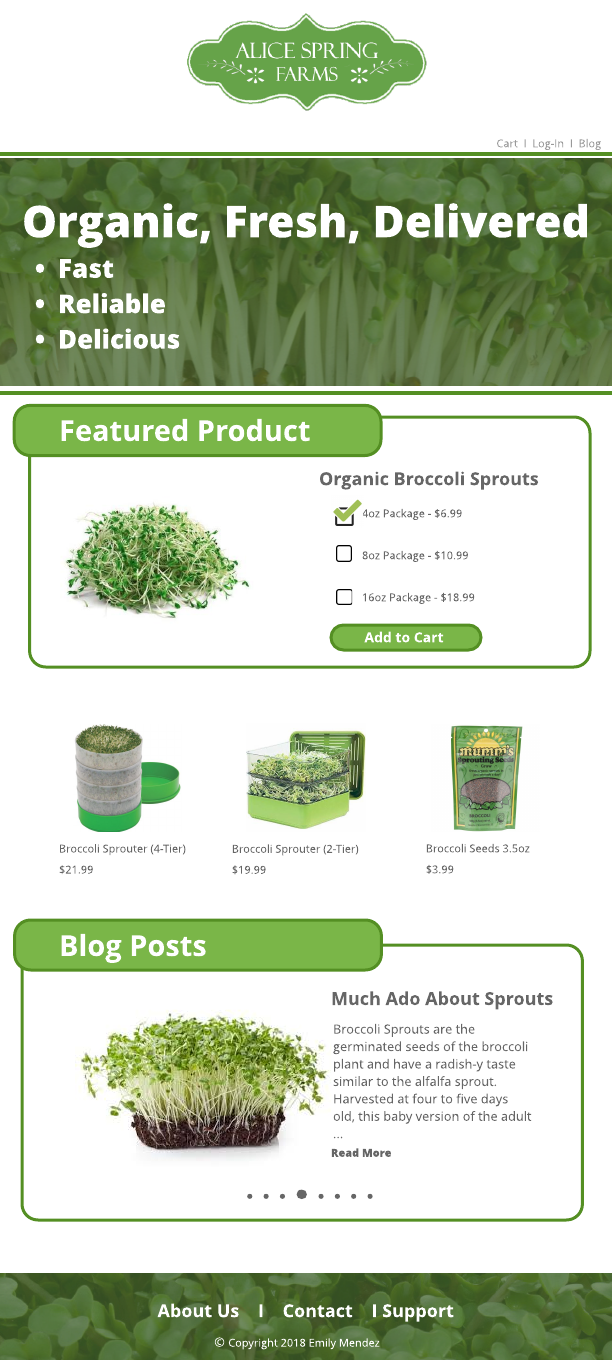 ALICE SPRING
FARMS
Cart I Log-In I Blog
Organic, Fresh, Delivered
• Fast
• Reliable
• Delicious
Featured Product
Organic Broccoli Sprouts
4oz Package - $6.99
8oz Package - $10.99
16oz Package - $18.99
Add to Cart
mumm's
Sprouting Seeds
BROCCOLI
Broccoli Sprouter (4-Tier)
$21.99
Broccoli Sprouter (2-Tier)
$19.99
Broccoli Seeds 3.5oz
$3.99
Blog Posts
Much Ado About Sprouts
Broccoli Sprouts are the
germinated seeds of the broccoli
plant and have a radish-y taste
similar to the alfalfa sprout.
Harvested at four to five days
old, this baby version of the adult
...
Read More
About Us I Contact I Support
© Copyright 2018 Emily Mendez